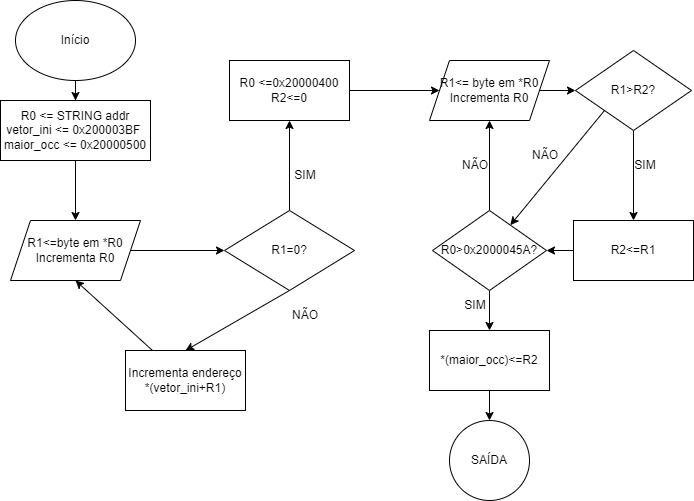 Início
R0 <= STRING addr
vetor_ini <= 0x200003BF
maior_occ <= 0x20000500
R1<=byte em *R0
Incrementa R0
R1=0?
SIM
NÃO
Incrementa endereço
*(vetor_ini+R1)
R0 <=0x20000400
R2<=0
R1<= byte em *R0
Incrementa R0
R1>R2?
NÃO
SIM
R2<=R1
R0>0x2000045A?
NÃO
SIM
*(maior_occ)<=R2
SAÍDA